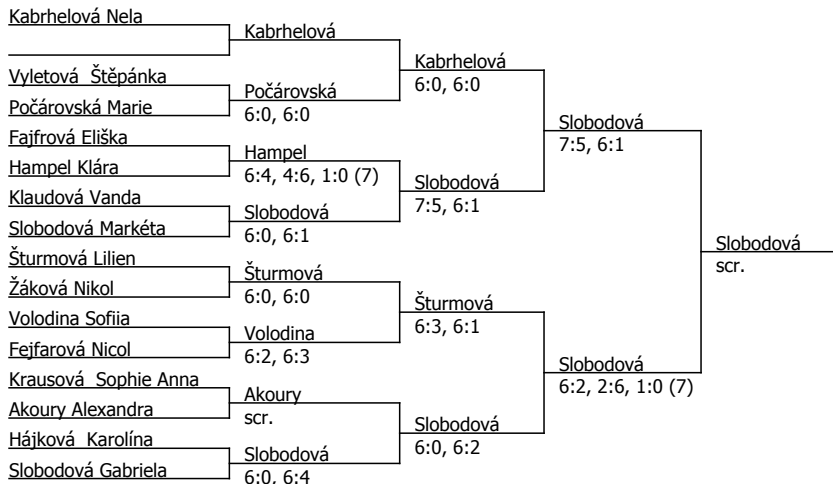 Kabrhelová Nela
Kabrhelová
Kabrhelová
6:0, 6:0
Vyletová  Štěpánka
Počárovská
6:0, 6:0
Počárovská Marie
Slobodová
7:5, 6:1
Fajfrová Eliška
Hampel
6:4, 4:6, 1:0 (7)
Hampel Klára
Slobodová
7:5, 6:1
Klaudová Vanda
Slobodová
6:0, 6:1
Slobodová Markéta
Slobodová
scr.
Šturmová Lilien
Šturmová
6:0, 6:0
Žáková Nikol
Šturmová
6:3, 6:1
Volodina Sofiia
Volodina
6:2, 6:3
Fejfarová Nicol
Slobodová
6:2, 2:6, 1:0 (7)
Krausová  Sophie Anna
Akoury
scr.
Akoury Alexandra
Slobodová
6:0, 6:2
Hájková  Karolína
Slobodová
6:0, 6:4
Slobodová Gabriela